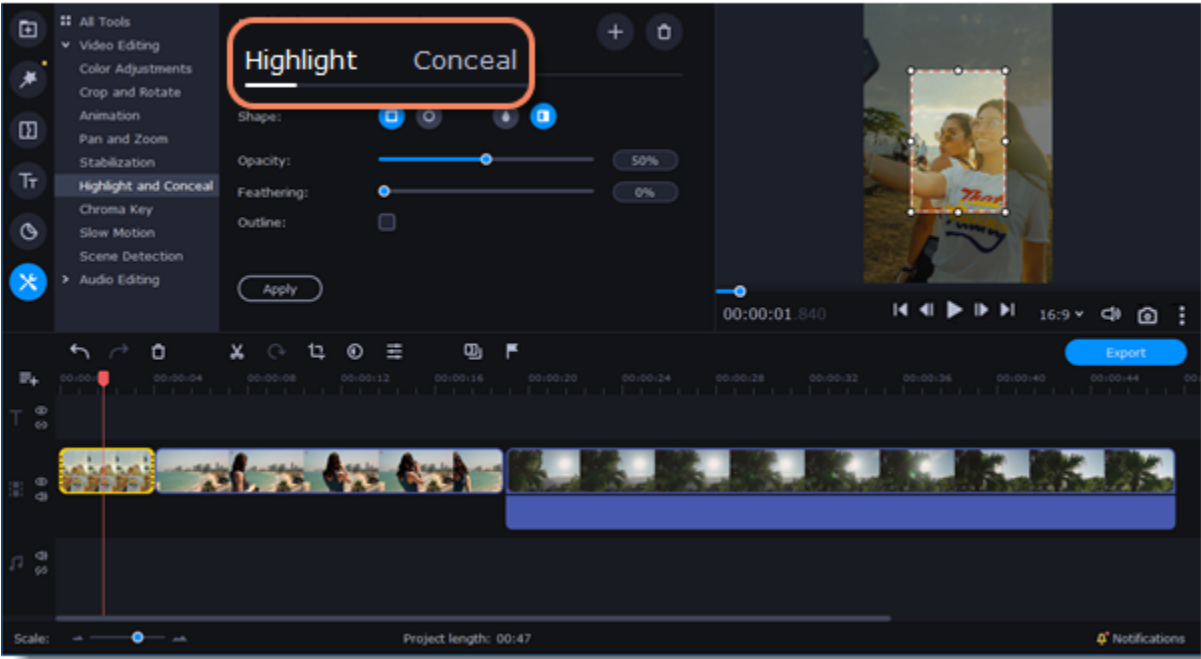 All Tools
Video Editing
Color Adjustments
Crop and Rotate
Animation
Pan and Zoom
Stabilization
Highlight and Conceal
Chroma Key
Slow Motion
Scene Detection
Audio Editing
Highlight Conceal
Shape:
Opacity: 50%
Feathering: 0%
Outline:
Apply
That
00:00:01.840
16:9
Export
00:00:04 00:00:08 00:00:12 00:00:16 00:00:20 00:00:24 00:00:28 00:00:32 00:00:36 00:00:40 00:00:44
Scale:
Project length: 00:47
Notifications